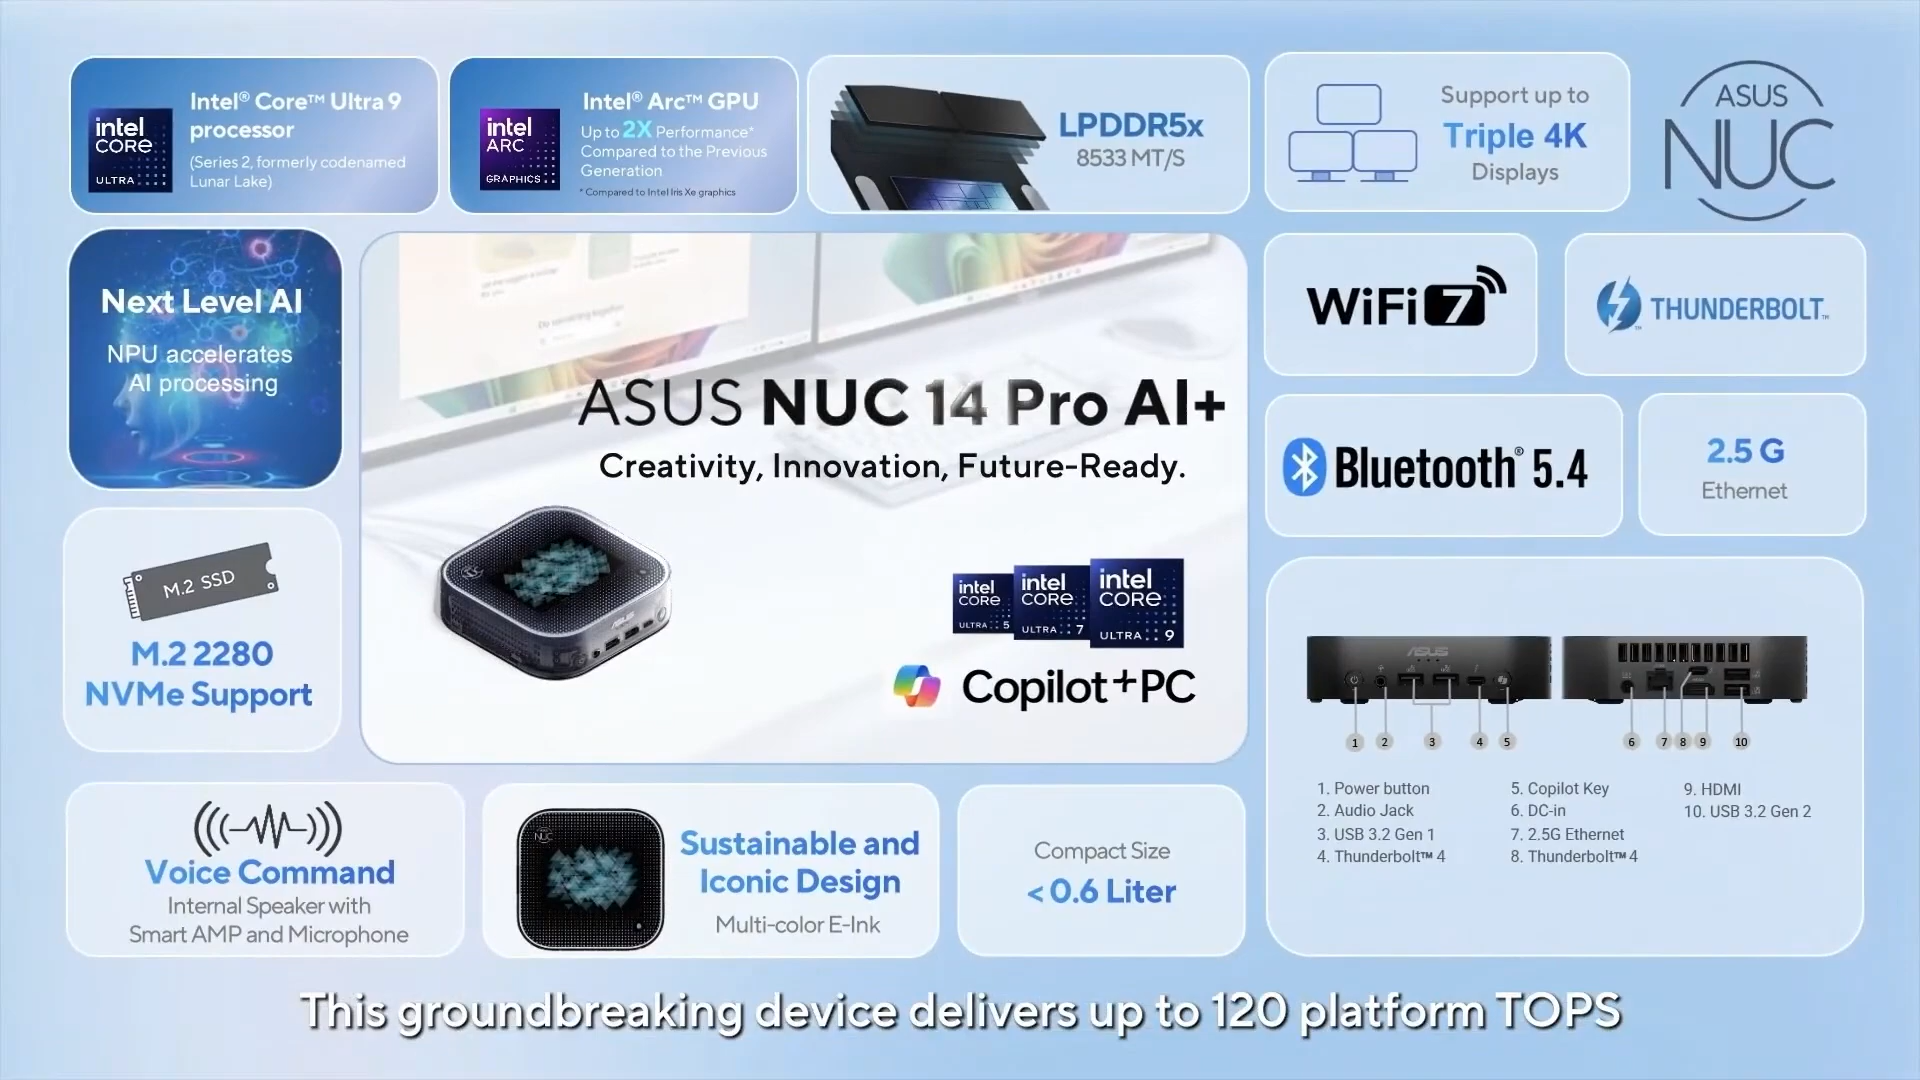 intel
CORE
ULTRA
Intel® Core™ Ultra 9
processor
(Series 2, formerly codenamed
Lunar Lake)
intel
ARC
GRAPHICS
Intel® Arc™ GPU
Up to 2X Performance*
Compared to the Previous
Generation
* Compared to Intel Iris Xe graphics
LPDDR5x
8533 MT/S
Support up to
Triple 4K
Displays
ASUS
NUC
Next Level AI
NPU accelerates
AI processing
ASUS NUC 14 Pro AI+
Creativity, Innovation, Future-Ready.
ASUS
intel
CORE
ULTRA 5
intel
CORE
ULTRA 7
intel
CORE
ULTRA 9
Copilot+PC
WiFi 7
THUNDERBOLT™
Bluetooth® 5.4
2.5 G
Ethernet
M.2 SSD
M.2 2280
NVMe Support
ASUS
1 2 3 4 5 6 7 8 9 10
1. Power button
2. Audio Jack
3. USB 3.2 Gen 1
4. Thunderbolt™ 4
5. Copilot Key
6. DC-in
7. 2.5G Ethernet
8. Thunderbolt™ 4
9. HDMI
10. USB 3.2 Gen 2
Voice Command
Internal Speaker with
Smart AMP and Microphone
NUC
Sustainable and
Iconic Design
Multi-color E-Ink
Compact Size
< 0.6 Liter
This groundbreaking device delivers up to 120 platform TOPS